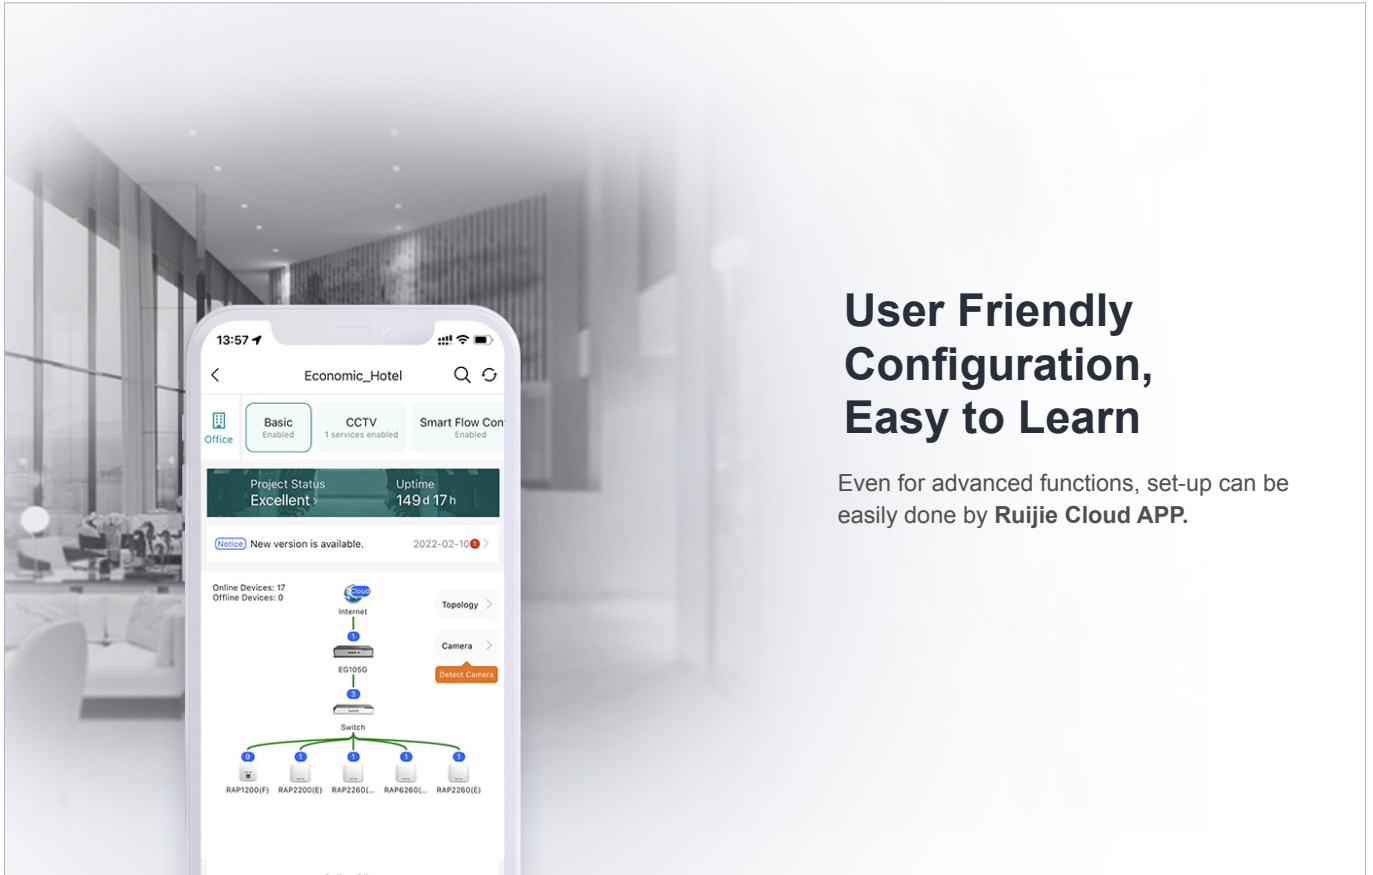 User Friendly
Configuration,
Easy to Learn
Even for advanced functions, set-up can be
easily done by Ruijie Cloud APP.
13:57
Economic_Hotel
Office
Basic
Enabled
CCTV
1 services enabled
Smart Flow Con
Enabled
Project Status
Excellent
Uptime
149 d 17 h
Notice New version is available. 2022-02-10 1
Online Devices: 17
Offline Devices: 0
Cloud
Internet
Topology
1
Camera
EG105G
Detect Camera
3
Switch
9 1 1 1 1
RAP1200(F) RAP2200(E) RAP2260(... RAP6260(... RAP2260(E)